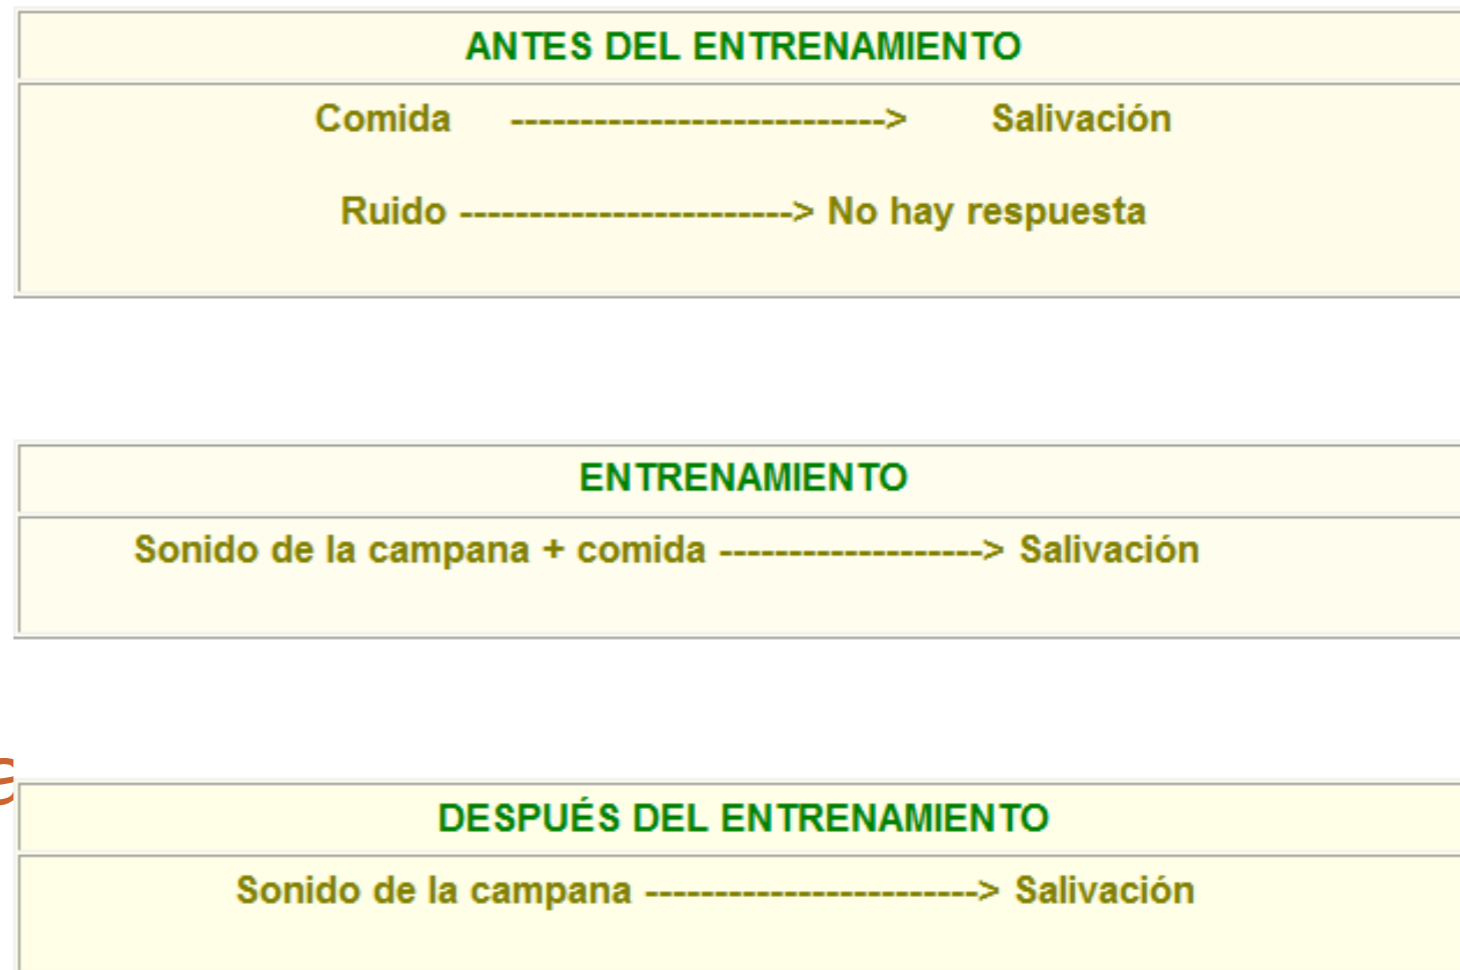 ANTES DEL ENTRENAMIENTO
Comida ---------------------------> Salivación
Ruido ------------------------> No hay respuesta
ENTRENAMIENTO
Sonido de la campana + comida -------------------> Salivación
DESPUÉS DEL ENTRENAMIENTO
Sonido de la campana ------------------------> Salivación